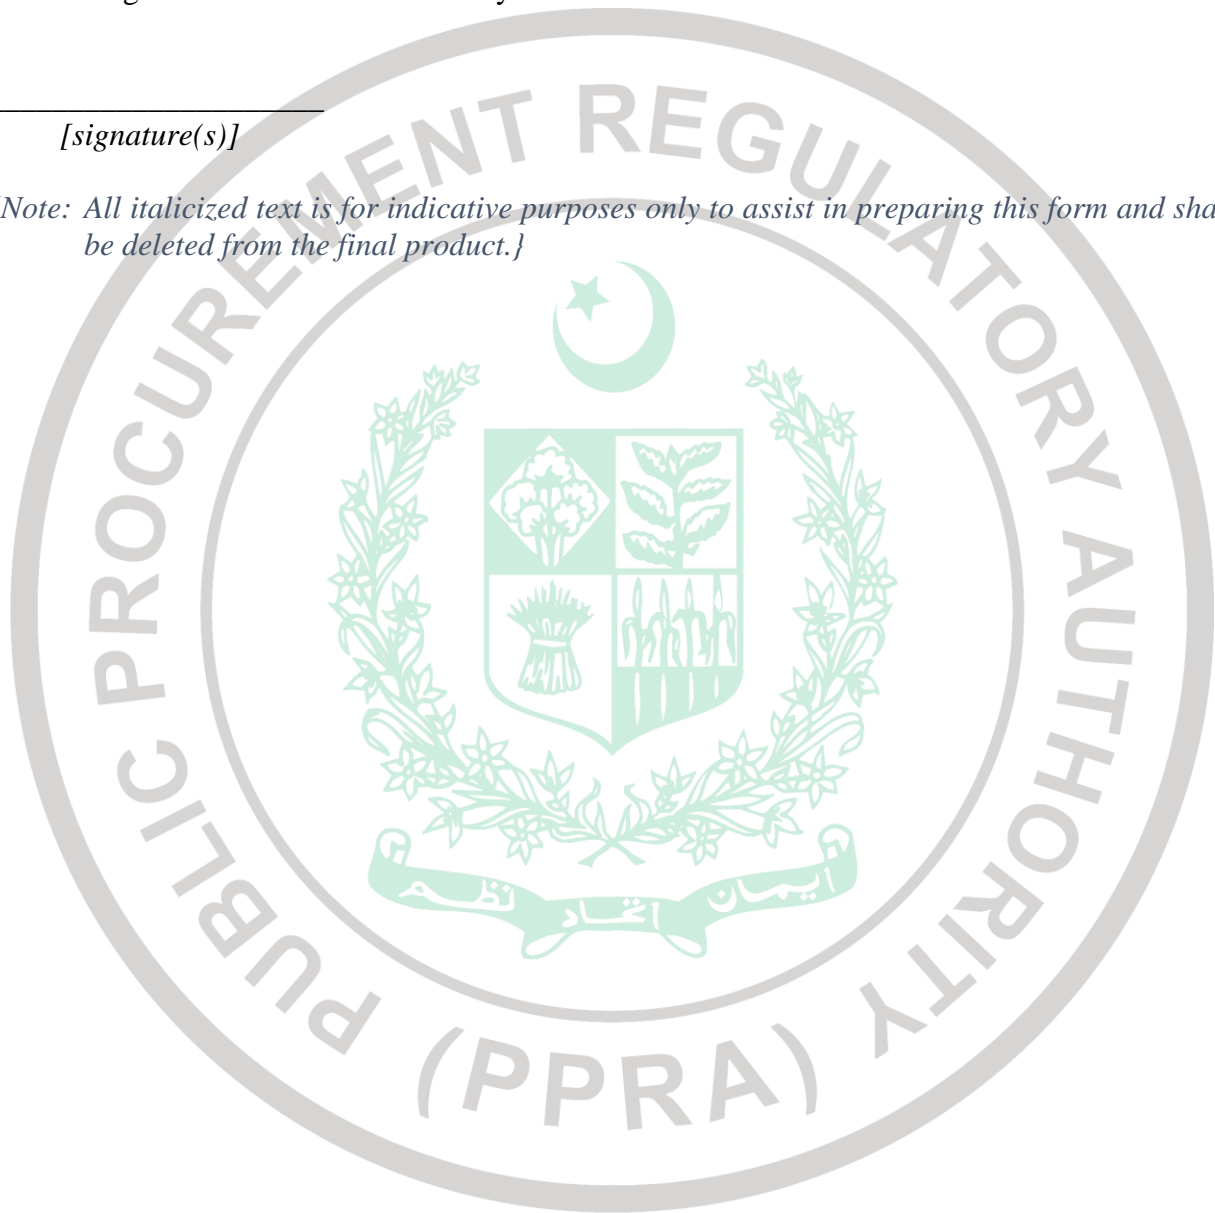 [signature(s)]
Note: All italicized text is for indicative purposes only to assist in preparing this form and sha
be deleted from the final product.}
PUBLIC PROCUREMENT REGULATORY AUTHORITY
(PPRA)
ایمان اتحاد نظم